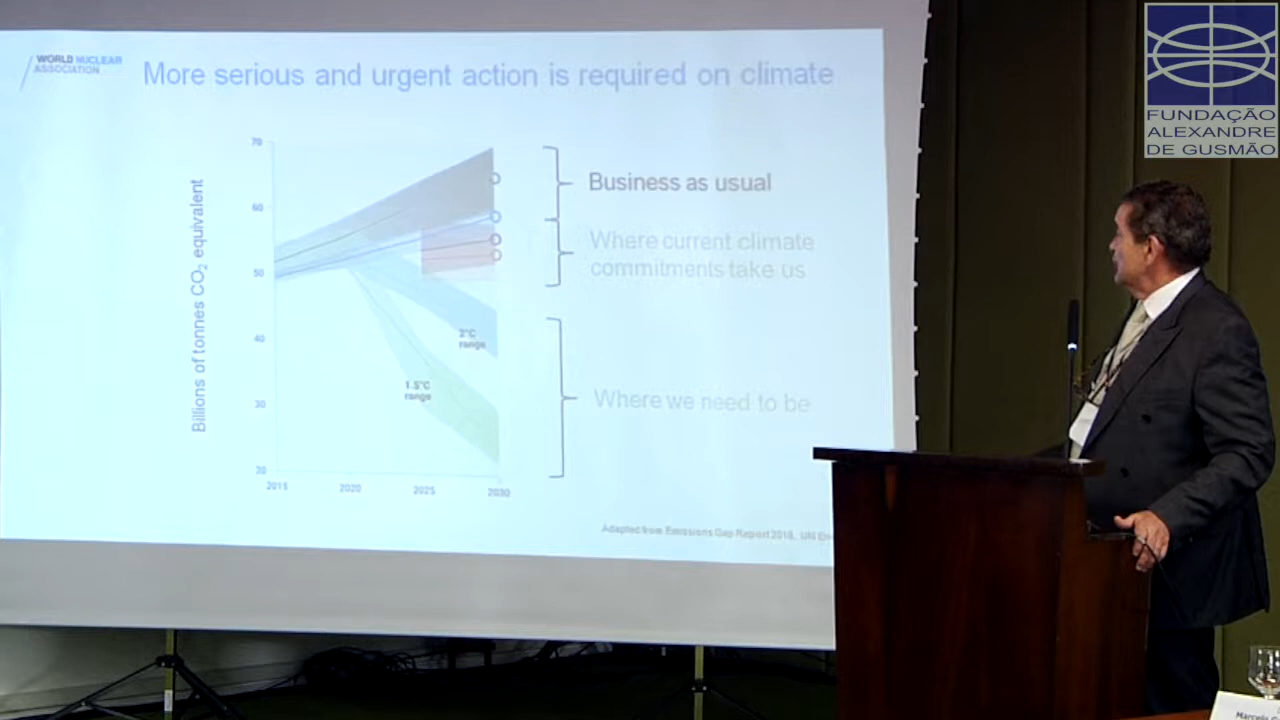 WORLD NUCLEAR
ASSOCIATION
More serious and urgent action is required on climate
Billions of tonnes CO₂ equivalent
70
60
50
40
30
20
2015
2020
2025
2030
2°C
range
1.5°C
range
Business as usual
Where current climate
commitments take us
Where we need to be
Adapted from Emissions Gap Report 2018, UN
FUNDAÇÃO
ALEXANDRE
DE GUSMÃO